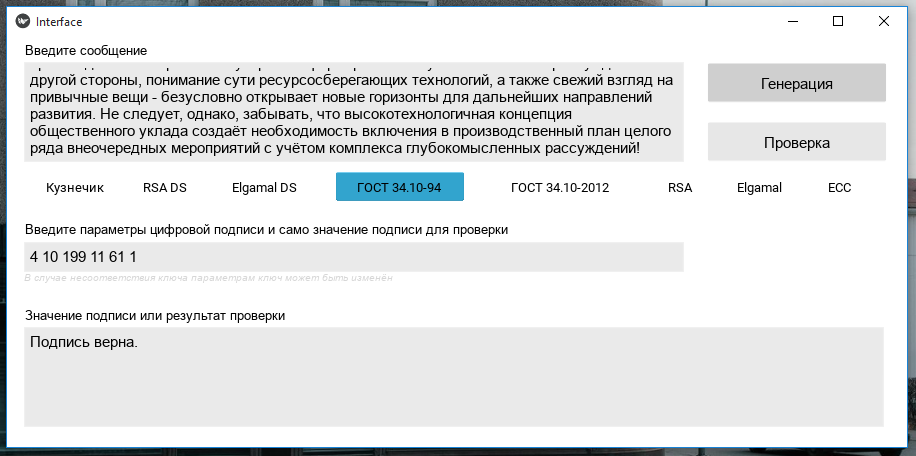 Interface
Введите сообщение
другой стороны, понимание сути ресурсосберегающих технологий, а также свежий взгляд на
привычные вещи - безусловно открывает новые горизонты для дальнейших направлений
развития. Не следует, однако, забывать, что высокотехнологичная концепция
общественного уклада создаёт необходимость включения в производственный план целого
ряда внеочередных мероприятий с учётом комплекса глубокомысленных рассуждений!
Генерация
Проверка
Кузнечик RSA DS Elgamal DS ГОСТ 34.10-94 ГОСТ 34.10-2012 RSA Elgamal ECC
Введите параметры цифровой подписи и само значение подписи для проверки
4 10 199 11 61 1
В случае несоответствия ключа параметрам ключ может быть изменён
Значение подписи или результат проверки
Подпись верна.